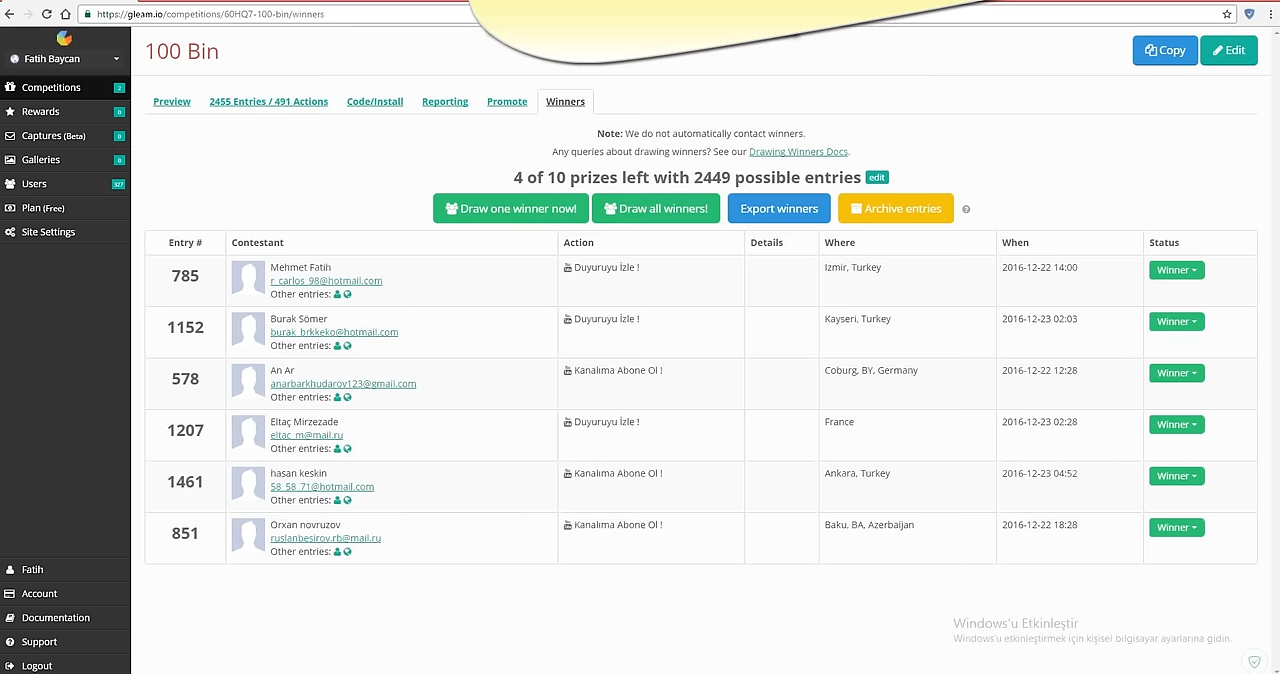 https://gleam.io/competitions/60HQ7-100-bin/winners
Fatih Baycan
Competitions 2
Rewards 0
Captures (Beta) 0
Galleries 0
Users 327
Plan (Free)
Site Settings
Fatih
Account
Documentation
Support
Logout
100 Bin
Copy
Edit
Preview 2455 Entries / 491 Actions Code/Install Reporting Promote Winners
Note: We do not automatically contact winners.
Any queries about drawing winners? See our Drawing Winners Docs.
4 of 10 prizes left with 2449 possible entries edit
Draw one winner now! Draw all winners! Export winners Archive entries
Entry # Contestant Action Details Where When Status
785 Mehmet Fatih Duyuruyu İzle ! Izmir, Turkey 2016-12-22 14:00 Winner
r_carlos_98@hotmail.com
Other entries:
1152 Burak Sömer Duyuruyu İzle ! Kayseri, Turkey 2016-12-23 02:03 Winner
burak_brkkeko@hotmail.com
Other entries:
578 An Ar Kanalıma Abone Ol ! Coburg, BY, Germany 2016-12-22 12:28 Winner
anarbarkhudarov123@gmail.com
Other entries:
1207 Eltaç Mirzezade Duyuruyu İzle ! France 2016-12-23 02:28 Winner
eltac_m@mail.ru
Other entries:
1461 hasan keskin Kanalıma Abone Ol ! Ankara, Turkey 2016-12-23 04:52 Winner
58_58_71@hotmail.com
Other entries:
851 Orxan novruzov Kanalıma Abone Ol ! Baku, BA, Azerbaijan 2016-12-22 18:28 Winner
ruslanbesirov.rb@mail.ru
Other entries:
Windows'u Etkinleştir
Windows'u etkinleştirmek için kişisel bilgisayar ayarlarına gidin.